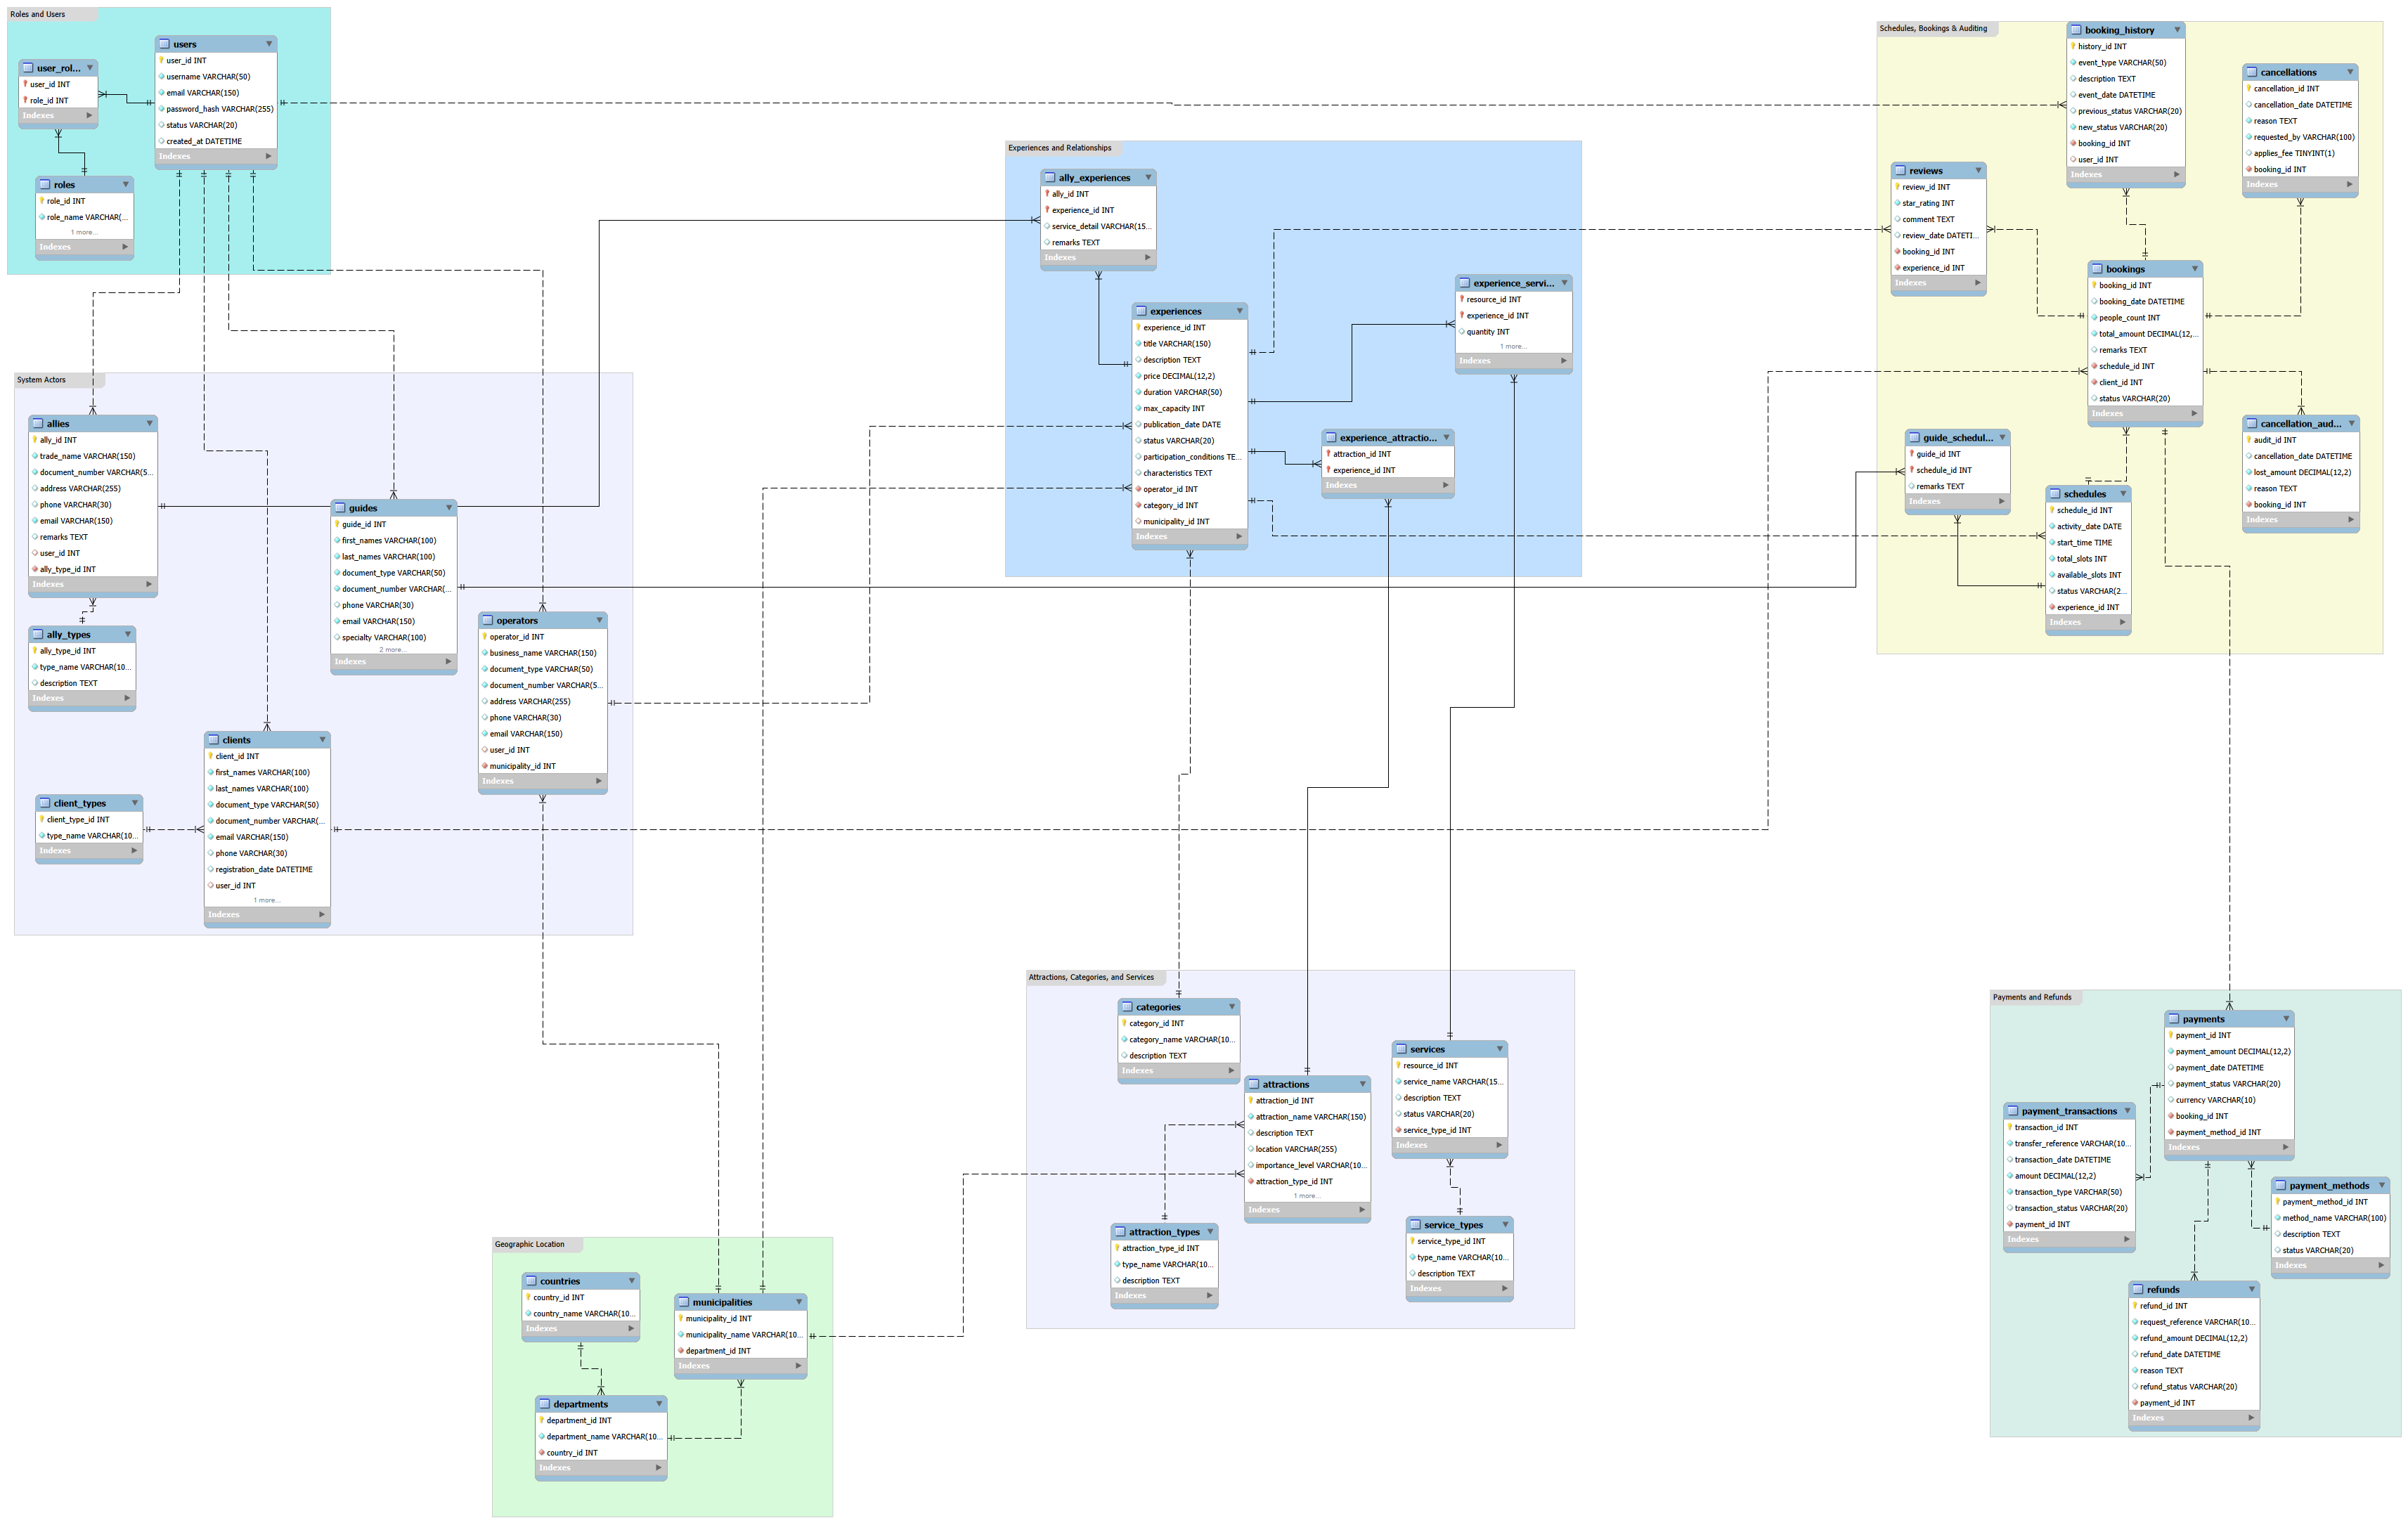 Roles and Users
users
user_id INT
username VARCHAR(50)
email VARCHAR(150)
password_hash VARCHAR(255)
status VARCHAR(20)
created_at DATETIME
Indexes
user_rol...
user_id INT
role_id INT
Indexes
roles
role_id INT
role_name VARCHAR(...
1 more...
Indexes
System Actors
allies
ally_id INT
trade_name VARCHAR(150)
document_number VARCHAR(5...
address VARCHAR(255)
phone VARCHAR(30)
email VARCHAR(150)
remarks TEXT
user_id INT
ally_type_id INT
Indexes
ally_types
ally_type_id INT
type_name VARCHAR(10...
description TEXT
Indexes
guides
guide_id INT
first_names VARCHAR(100)
last_names VARCHAR(100)
document_type VARCHAR(50)
document_number VARCHAR(...
phone VARCHAR(30)
email VARCHAR(150)
specialty VARCHAR(100)
2 more...
Indexes
operators
operator_id INT
business_name VARCHAR(150)
document_type VARCHAR(50)
document_number VARCHAR(5...
address VARCHAR(255)
phone VARCHAR(30)
email VARCHAR(150)
user_id INT
municipality_id INT
Indexes
clients
client_id INT
first_names VARCHAR(100)
last_names VARCHAR(100)
document_type VARCHAR(50)
document_number VARCHAR(...
email VARCHAR(150)
phone VARCHAR(30)
registration_date DATETIME
user_id INT
1 more...
Indexes
client_types
client_type_id INT
type_name VARCHAR(10...
Indexes
Experiences and Relationships
ally_experiences
ally_id INT
experience_id INT
service_detail VARCHAR(15...
remarks TEXT
Indexes
experiences
experience_id INT
title VARCHAR(150)
description TEXT
price DECIMAL(12,2)
duration VARCHAR(50)
max_capacity INT
publication_date DATE
status VARCHAR(20)
participation_conditions TE...
characteristics TEXT
operator_id INT
category_id INT
municipality_id INT
Indexes
experience_servi...
resource_id INT
experience_id INT
quantity INT
1 more...
Indexes
experience_attractio...
attraction_id INT
experience_id INT
Indexes
Schedules, Bookings & Auditing
booking_history
history_id INT
event_type VARCHAR(50)
description TEXT
event_date DATETIME
previous_status VARCHAR(20)
new_status VARCHAR(20)
booking_id INT
user_id INT
Indexes
cancellations
cancellation_id INT
cancellation_date DATETIME
reason TEXT
requested_by VARCHAR(100)
applies_fee TINYINT(1)
booking_id INT
Indexes
reviews
review_id INT
star_rating INT
comment TEXT
review_date DATETI...
booking_id INT
experience_id INT
Indexes
bookings
booking_id INT
booking_date DATETIME
people_count INT
total_amount DECIMAL(12,...
remarks TEXT
schedule_id INT
client_id INT
status VARCHAR(20)
Indexes
cancellation_aud...
audit_id INT
cancellation_date DATETIME
lost_amount DECIMAL(12,2)
reason TEXT
booking_id INT
Indexes
guide_schedul...
guide_id INT
schedule_id INT
remarks TEXT
Indexes
schedules
schedule_id INT
activity_date DATE
start_time TIME
total_slots INT
available_slots INT
status VARCHAR(2...
experience_id INT
Indexes
Attractions, Categories, and Services
categories
category_id INT
category_name VARCHAR(10...
description TEXT
Indexes
attractions
attraction_id INT
attraction_name VARCHAR(150)
description TEXT
location VARCHAR(255)
importance_level VARCHAR(10...
attraction_type_id INT
1 more...
Indexes
services
resource_id INT
service_name VARCHAR(15...
description TEXT
status VARCHAR(20)
service_type_id INT
Indexes
attraction_types
attraction_type_id INT
type_name VARCHAR(10...
description TEXT
Indexes
service_types
service_type_id INT
type_name VARCHAR(10...
description TEXT
Indexes
Geographic Location
countries
country_id INT
country_name VARCHAR(10...
Indexes
municipalities
municipality_id INT
municipality_name VARCHAR(10...
department_id INT
Indexes
departments
department_id INT
department_name VARCHAR(10...
country_id INT
Indexes
Payments and Refunds
payments
payment_id INT
payment_amount DECIMAL(12,2)
payment_date DATETIME
payment_status VARCHAR(20)
currency VARCHAR(10)
booking_id INT
payment_method_id INT
Indexes
payment_transactions
transaction_id INT
transfer_reference VARCHAR(10...
transaction_date DATETIME
amount DECIMAL(12,2)
transaction_type VARCHAR(50)
transaction_status VARCHAR(20)
payment_id INT
Indexes
payment_methods
payment_method_id INT
method_name VARCHAR(100)
description TEXT
status VARCHAR(20)
Indexes
refunds
refund_id INT
request_reference VARCHAR(10...
refund_amount DECIMAL(12,2)
refund_date DATETIME
reason TEXT
refund_status VARCHAR(20)
payment_id INT
Indexes